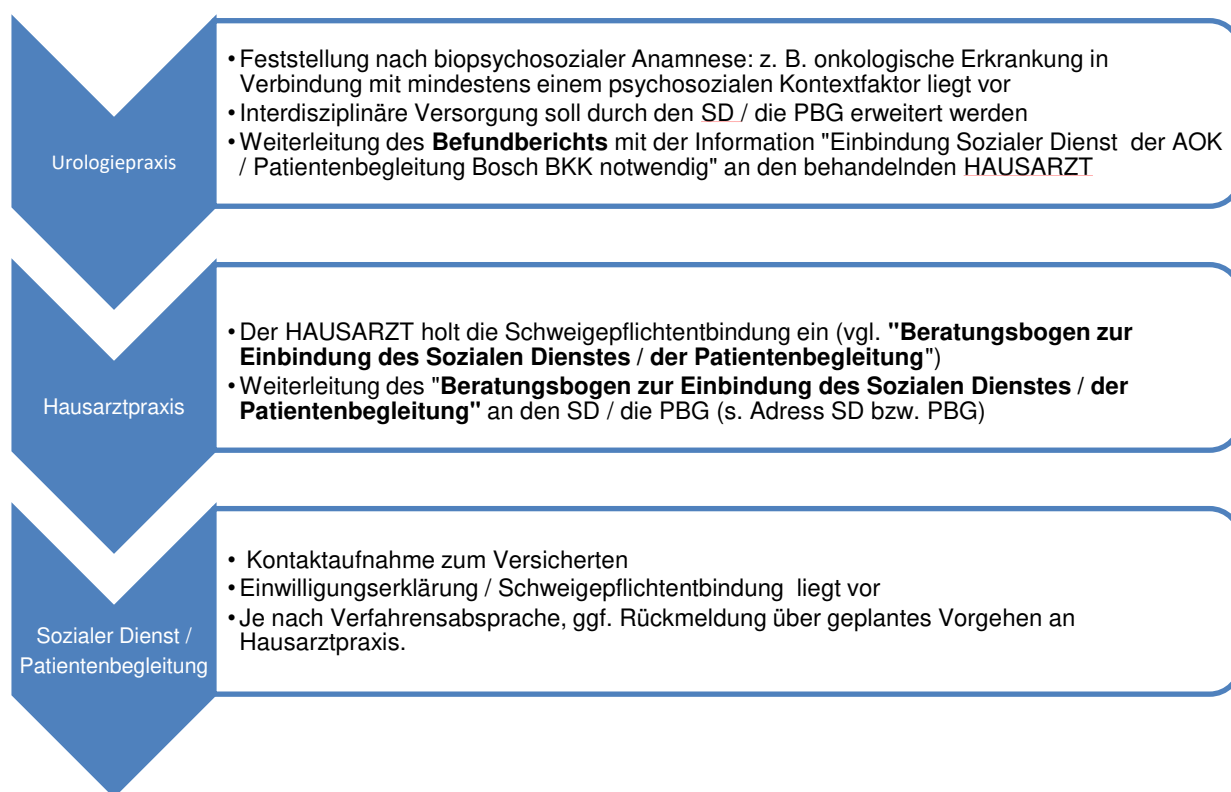 Urologiepraxis
• Feststellung nach biopsychosozialer Anamnese: z. B. onkologische Erkrankung in
Verbindung mit mindestens einem psychosozialen Kontextfaktor liegt vor
• Interdisziplinäre Versorgung soll durch den SD / die PBG erweitert werden
• Weiterleitung des Befundberichts mit der Information "Einbindung Sozialer Dienst der AOK
/ Patientenbegleitung Bosch BKK notwendig" an den behandelnden HAUSARZT
Hausarztpraxis
• Der HAUSARZT holt die Schweigepflichtentbindung ein (vgl. "Beratungsbogen zur
Einbindung des Sozialen Dienstes / der Patientenbegleitung")
• Weiterleitung des "Beratungsbogen zur Einbindung des Sozialen Dienstes / der
Patientenbegleitung" an den SD / die PBG (s. Adress SD bzw. PBG)
Sozialer Dienst /
Patientenbegleitung
• Kontaktaufnahme zum Versicherten
• Einwilligungserklärung / Schweigepflichtentbindung liegt vor
• Je nach Verfahrensabsprache, ggf. Rückmeldung über geplantes Vorgehen an
Hausarztpraxis.